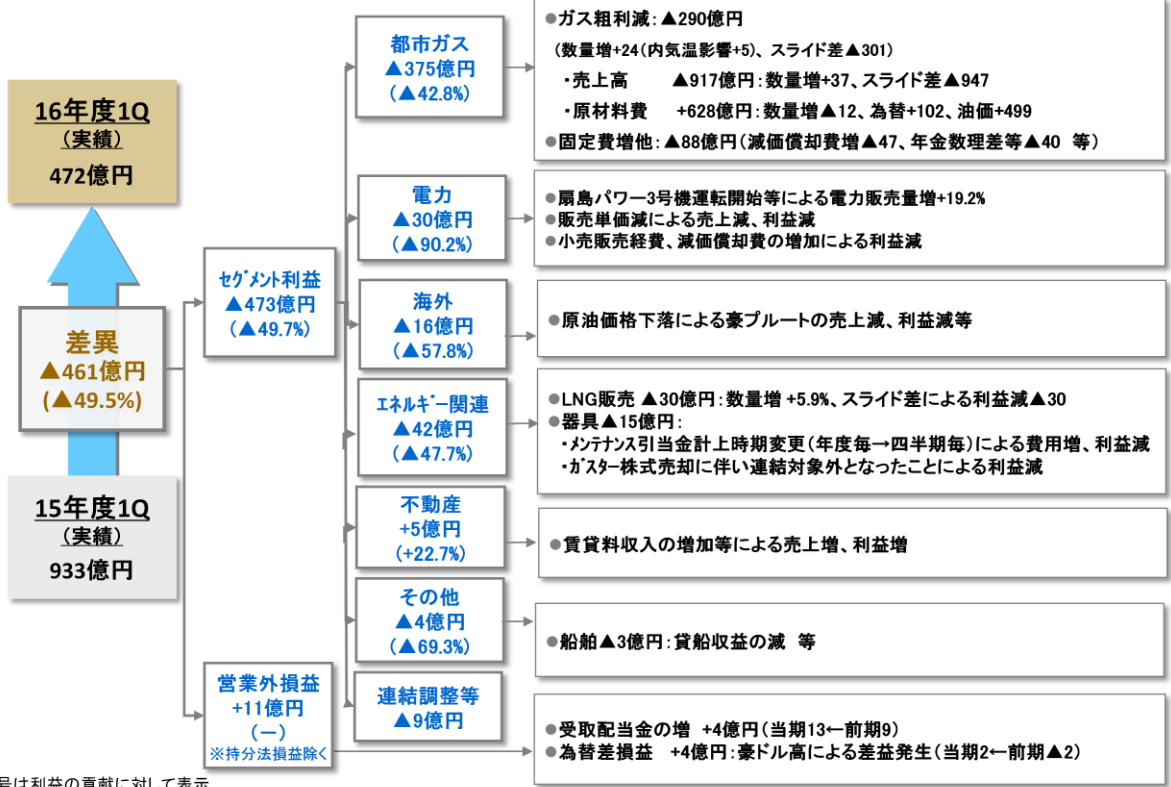 16年度1Q
(実績)
472億円
差異
▲461億円
(▲49.5%)
15年度1Q
(実績)
933億円
セグメント利益
▲473億円
(▲49.7%)
営業外損益
+11億円
(ー)
※持分法損益除く
都市ガス
▲375億円
(▲42.8%)
●ガス粗利減:▲290億円
(数量増+24(内気温影響+5)、スライド差▲301)
・売上高 ▲917億円:数量増+37、スライド差▲947
・原材料費 +628億円:数量増▲12、為替+102、油価+499
●固定費増他:▲88億円(減価償却費増▲47、年金数理差等▲40 等)
電力
▲30億円
(▲90.2%)
●扇島パワー3号機運転開始等による電力販売量増+19.2%
●販売単価減による売上減、利益減
●小売販売経費、減価償却費の増加による利益減
海外
▲16億円
(▲57.8%)
●原油価格下落による豪プルートの売上減、利益減等
エネルギー関連
▲42億円
(▲47.7%)
●LNG販売 ▲30億円:数量増 +5.9%、スライド差による利益減▲30
●器具▲15億円:
・メンテナンス引当金計上時期変更(年度毎→四半期毎)による費用増、利益減
・ガスター株式売却に伴い連結対象外となったことによる利益減
不動産
+5億円
(+22.7%)
●賃貸料収入の増加等による売上増、利益増
その他
▲4億円
(▲69.3%)
●船舶▲3億円:貸船収益の減 等
連結調整等
▲9億円
●受取配当金の増 +4億円(当期13←前期9)
●為替差損益 +4億円:豪ドル高による差益発生(当期2←前期▲2)
号は利益の貢献に対して表示